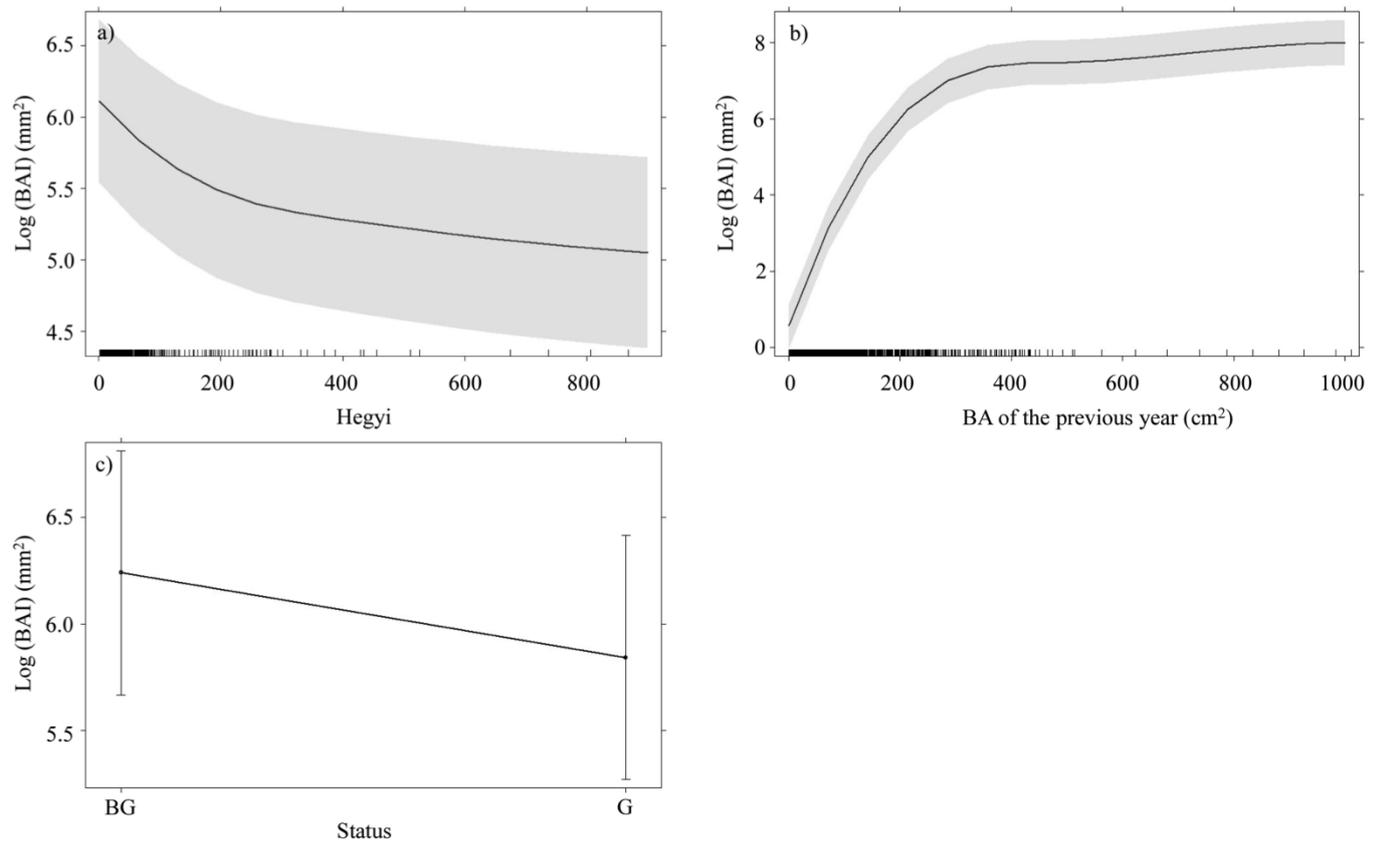 a)
6.5
6.0
5.5
5.0
4.5
Log (BAI) (mm²)
0 200 400 600 800
Hegyi
b)
8
6
4
2
0
Log (BAI) (mm²)
0 200 400 600 800 1000
BA of the previous year (cm²)
c)
6.5
6.0
5.5
Log (BAI) (mm²)
BG G
Status